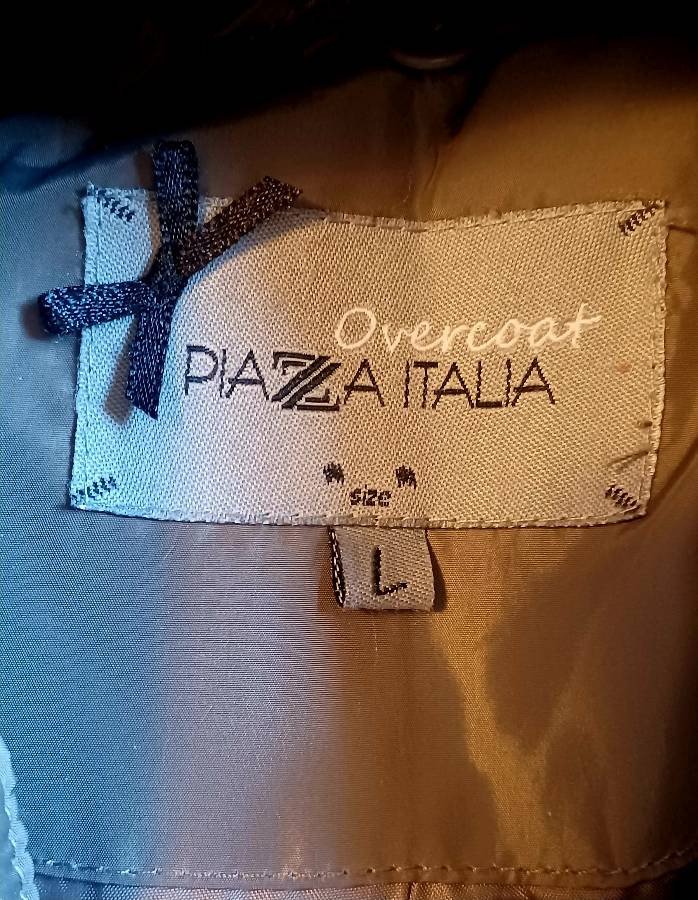 Overcoat
PIAZZA ITALIA
"size"
L